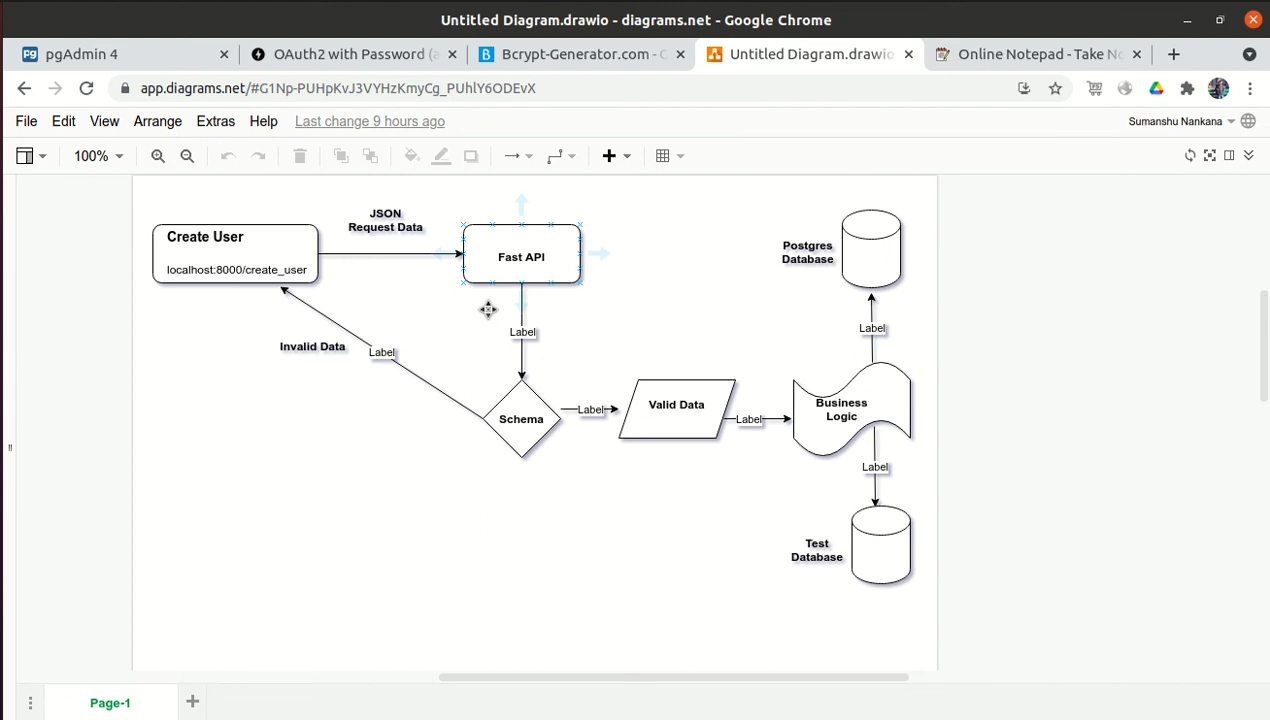 Untitled Diagram.drawio - diagrams.net - Google Chrome
pgAdmin 4
OAuth2 with Password (a
Bcrypt-Generator.com - G
Untitled Diagram.drawio
Online Notepad - Take No
app.diagrams.net/#G1Np-PUHpKvJ3VYHzKmyCg_PUhlY6ODEvX
File Edit View Arrange Extras Help Last change 9 hours ago
Sumanshu Nankana
100%
JSON
Request Data
Create User
localhost:8000/create_user
Fast API
Postgres
Database
Label
Label
Invalid Data
Label
Schema
Label
Valid Data
Label
Business
Logic
Label
Test
Database
Page-1